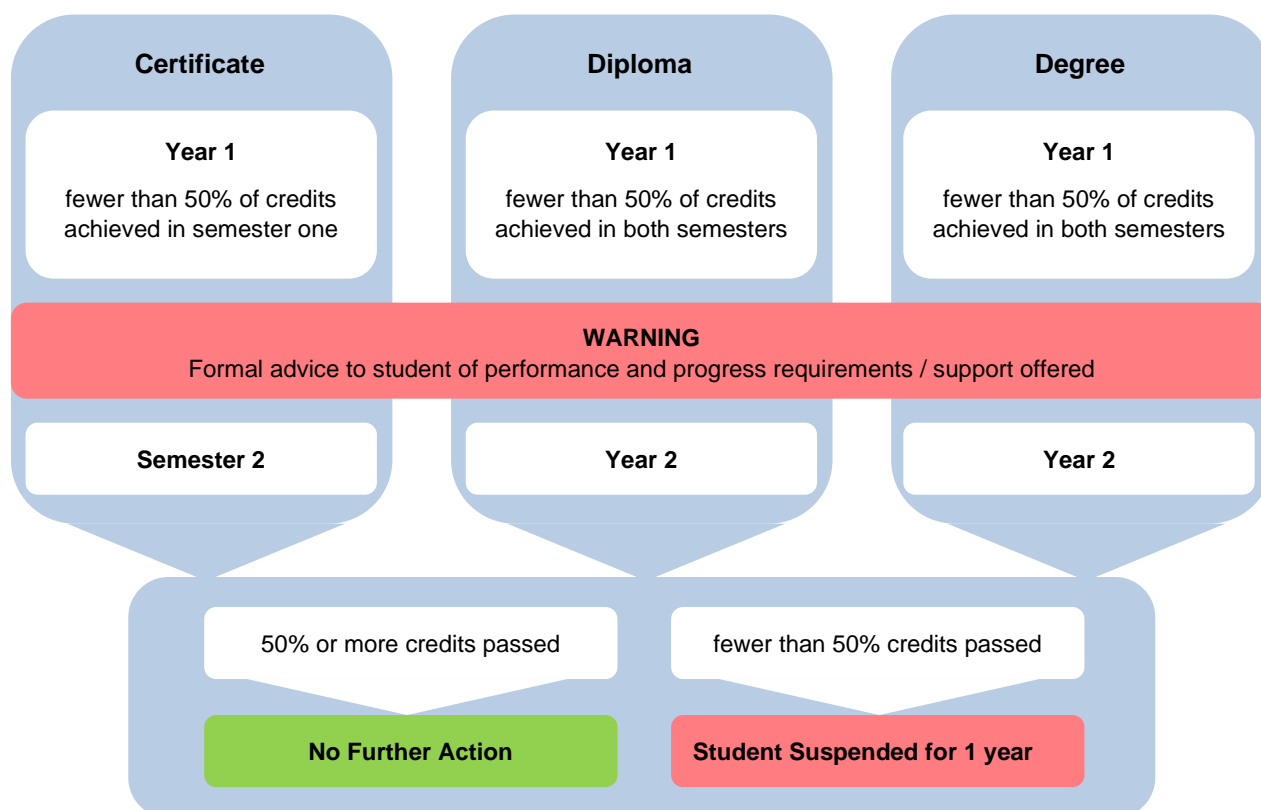 Certificate
Year 1
fewer than 50% of credits
achieved in semester one
Diploma
Year 1
fewer than 50% of credits
achieved in both semesters
Degree
Year 1
fewer than 50% of credits
achieved in both semesters
WARNING
Formal advice to student of performance and progress requirements / support offered
Semester 2
Year 2
Year 2
50% or more credits passed
No Further Action
fewer than 50% credits passed
Student Suspended for 1 year